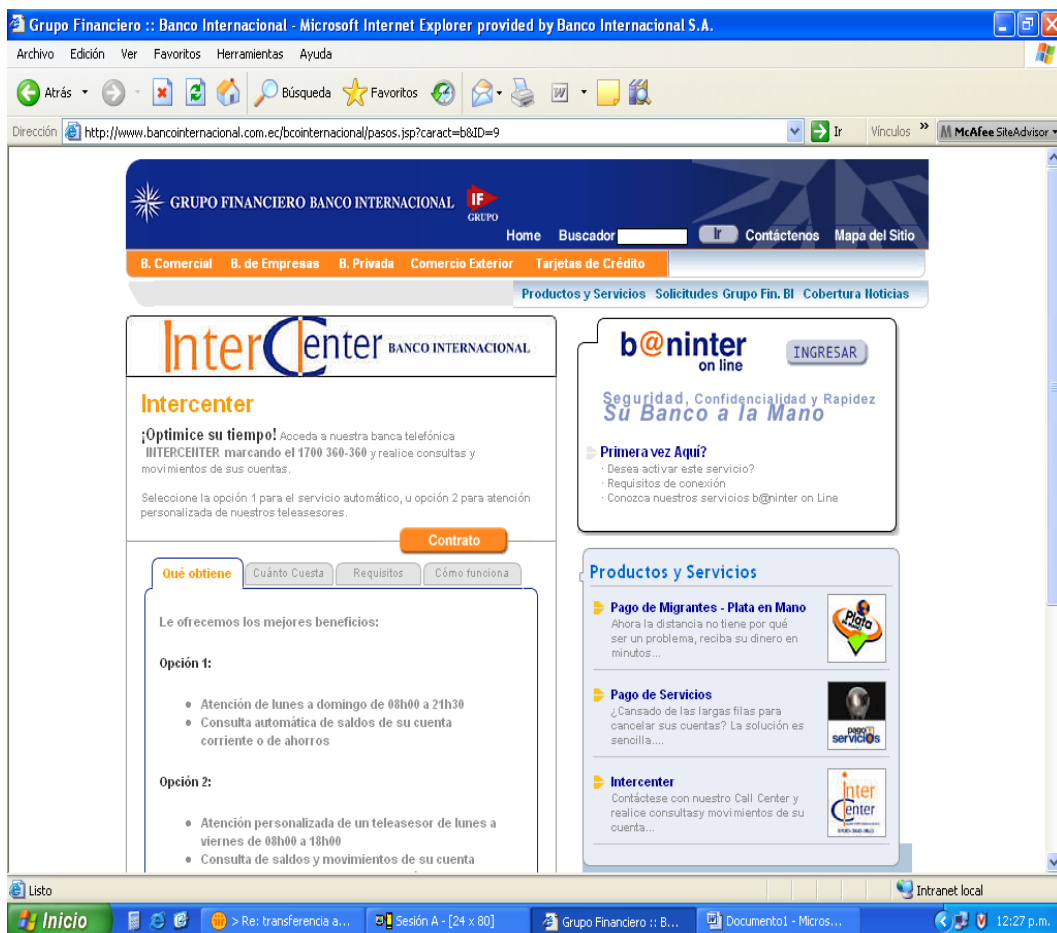 Grupo Financiero :: Banco Internacional - Microsoft Internet Explorer provided by Banco Internacional S.A.
Archivo Edición Ver Favoritos Herramientas Ayuda
Atrás Búsqueda Favoritos
Dirección http://www.bancointernacional.com.ec/bcointernacional/pasos.jsp?caract=b&ID=9 Ir Vínculos » McAfee SiteAdvisor
GRUPO FINANCIERO BANCO INTERNACIONAL IF GRUPO
Home Buscador Ir Contáctenos Mapa del Sitio
B. Comercial B. de Empresas B. Privada Comercio Exterior Tarjetas de Crédito
Productos y Servicios Solicitudes Grupo Fin. BI Cobertura Noticias
InterCenter BANCO INTERNACIONAL
Intercenter
¡Optimice su tiempo! Acceda a nuestra banca telefónica
INTERCENTER marcando el 1700 360-360 y realice consultas y
movimientos de sus cuentas.
Seleccione la opción 1 para el servicio automático, u opción 2 para atención
personalizada de nuestros teleasesores.
Contrato
Qué obtiene Cuánto Cuesta Requisitos Cómo funciona
Le ofrecemos los mejores beneficios:
Opción 1:
Atención de lunes a domingo de 08h00 a 21h30
Consulta automática de saldos de su cuenta
corriente o de ahorros
Opción 2:
Atención personalizada de un teleasesor de lunes a
viernes de 08h00 a 18h00
Consulta de saldos y movimientos de su cuenta
b@ninter
on line
INGRESAR
Seguridad, Confidencialidad y Rapidez
Su Banco a la Mano
Primera vez Aquí?
· Desea activar este servicio?
· Requisitos de conexión
· Conozca nuestros servicios b@ninter on Line
Productos y Servicios
Pago de Migrantes - Plata en Mano
Ahora la distancia no tiene por qué
ser un problema, reciba su dinero en
minutos...
Plata
Pago de Servicios
¿Cansado de las largas filas para
cancelar sus cuentas? La solución es
sencilla....
pago
servicios
Intercenter
Contáctese con nuestro Call Center y
realice consultasy movimientos de su
cuenta...
Inter
Center
Listo Intranet local
Inicio > Re: transferencia a... Sesión A - [24 x 80] Grupo Financiero :: B... Documento1 - Micros... 12:27 p.m.